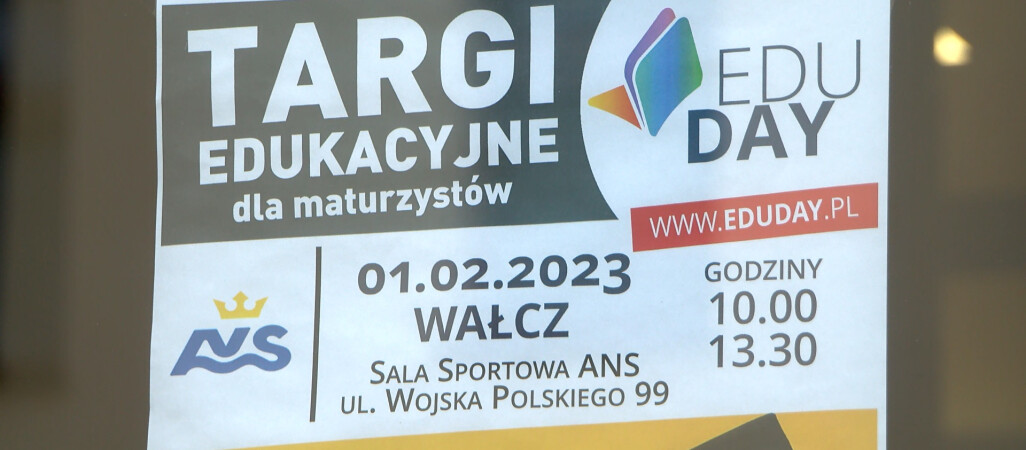 TARGI
EDUKACYJNE
dla maturzystów
EDU
DAY
WWW.EDUDAY.PL
ANS
01.02.2023
WAŁCZ
SALA SPORTOWA ANS
UL. WOJSKA POLSKIEGO 99
GODZINY
10.00
13.30